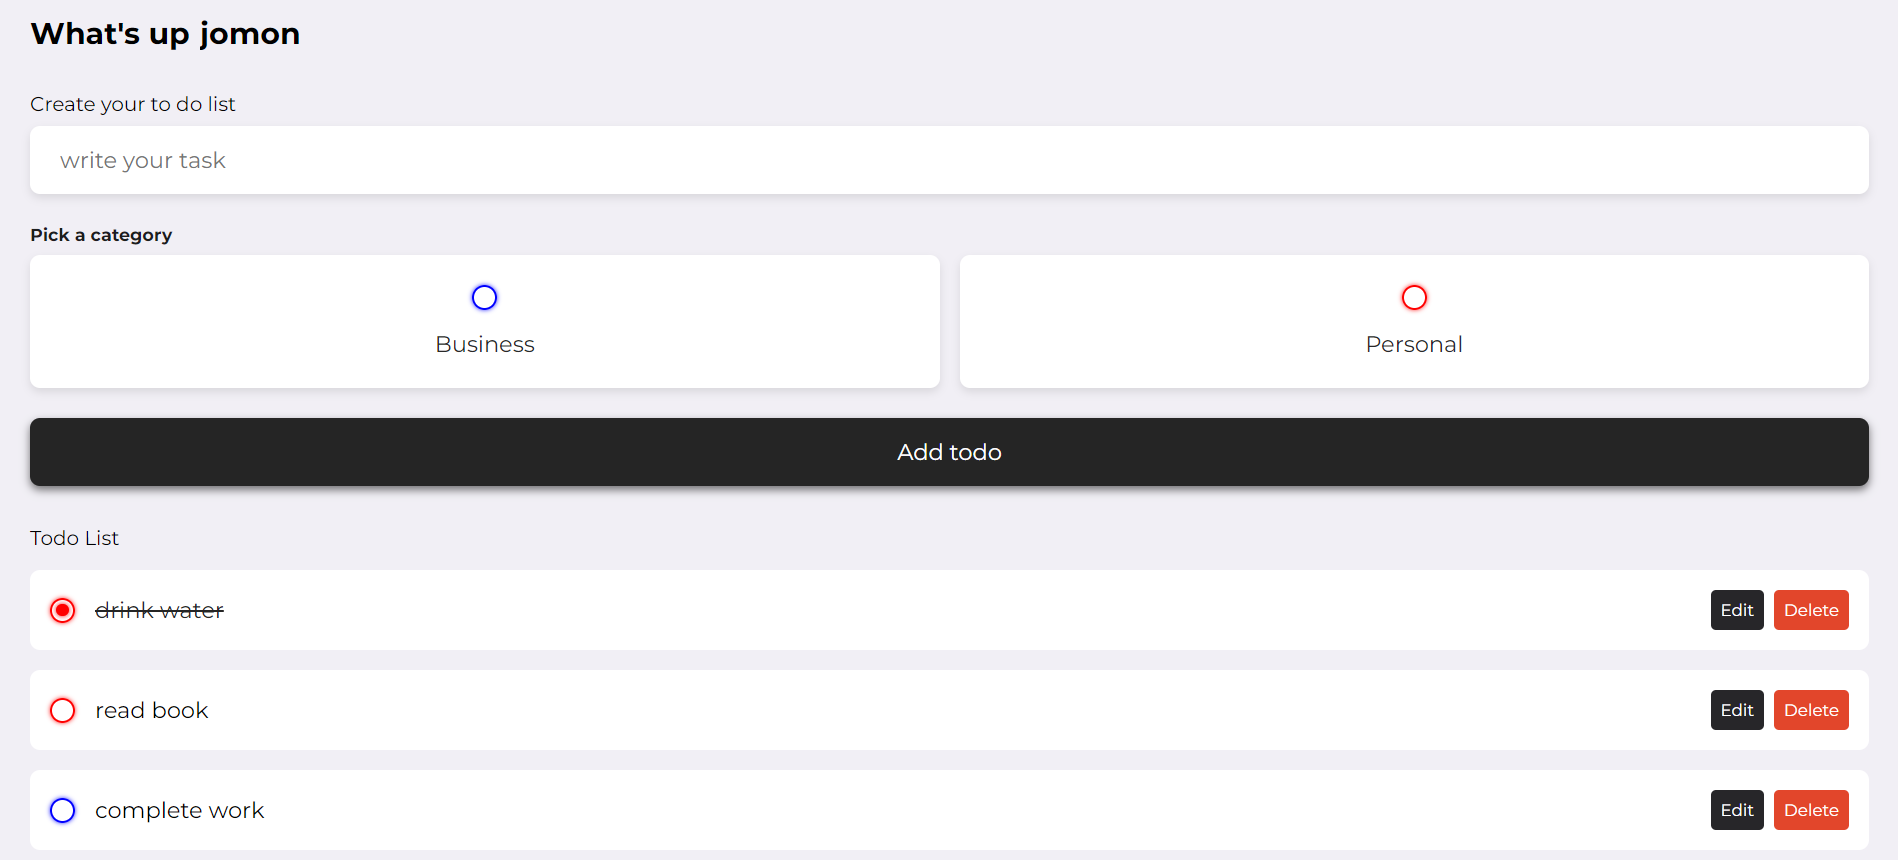 What's up jomon
Create your to do list
write your task
Pick a category
Business
Personal
Add todo
Todo List
drink water
Edit
Delete
read book
Edit
Delete
complete work
Edit
Delete